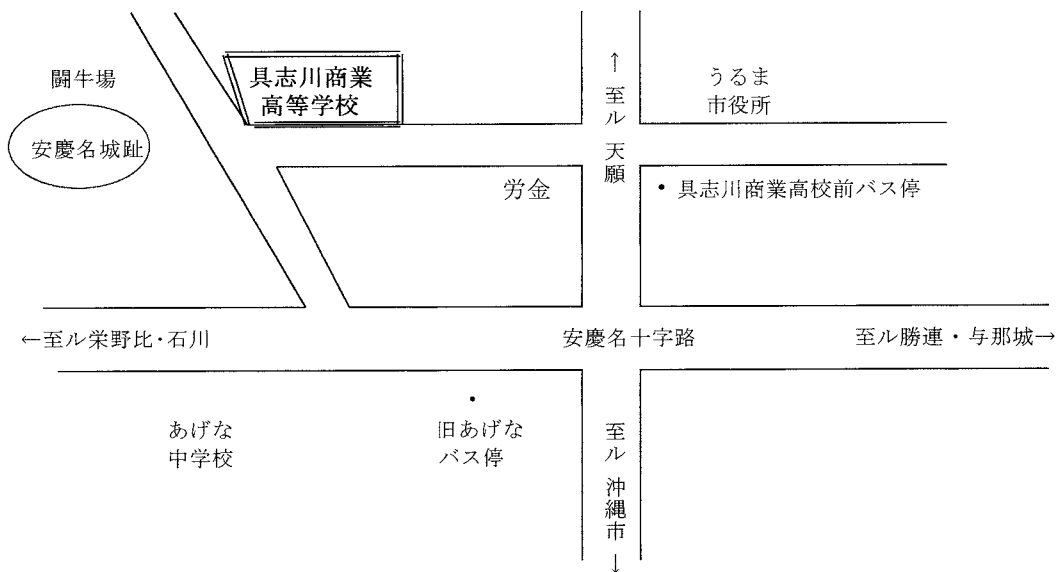 闘牛場
安慶名城趾
具志川商業
高等学校
←至ル天願
うるま
市役所
労金
・具志川商業高校前バス停
←至ル栄野比・石川
安慶名十字路
至ル勝連・与那城→
あげな
中学校
・
旧あげな
バス停
至ル沖縄市→